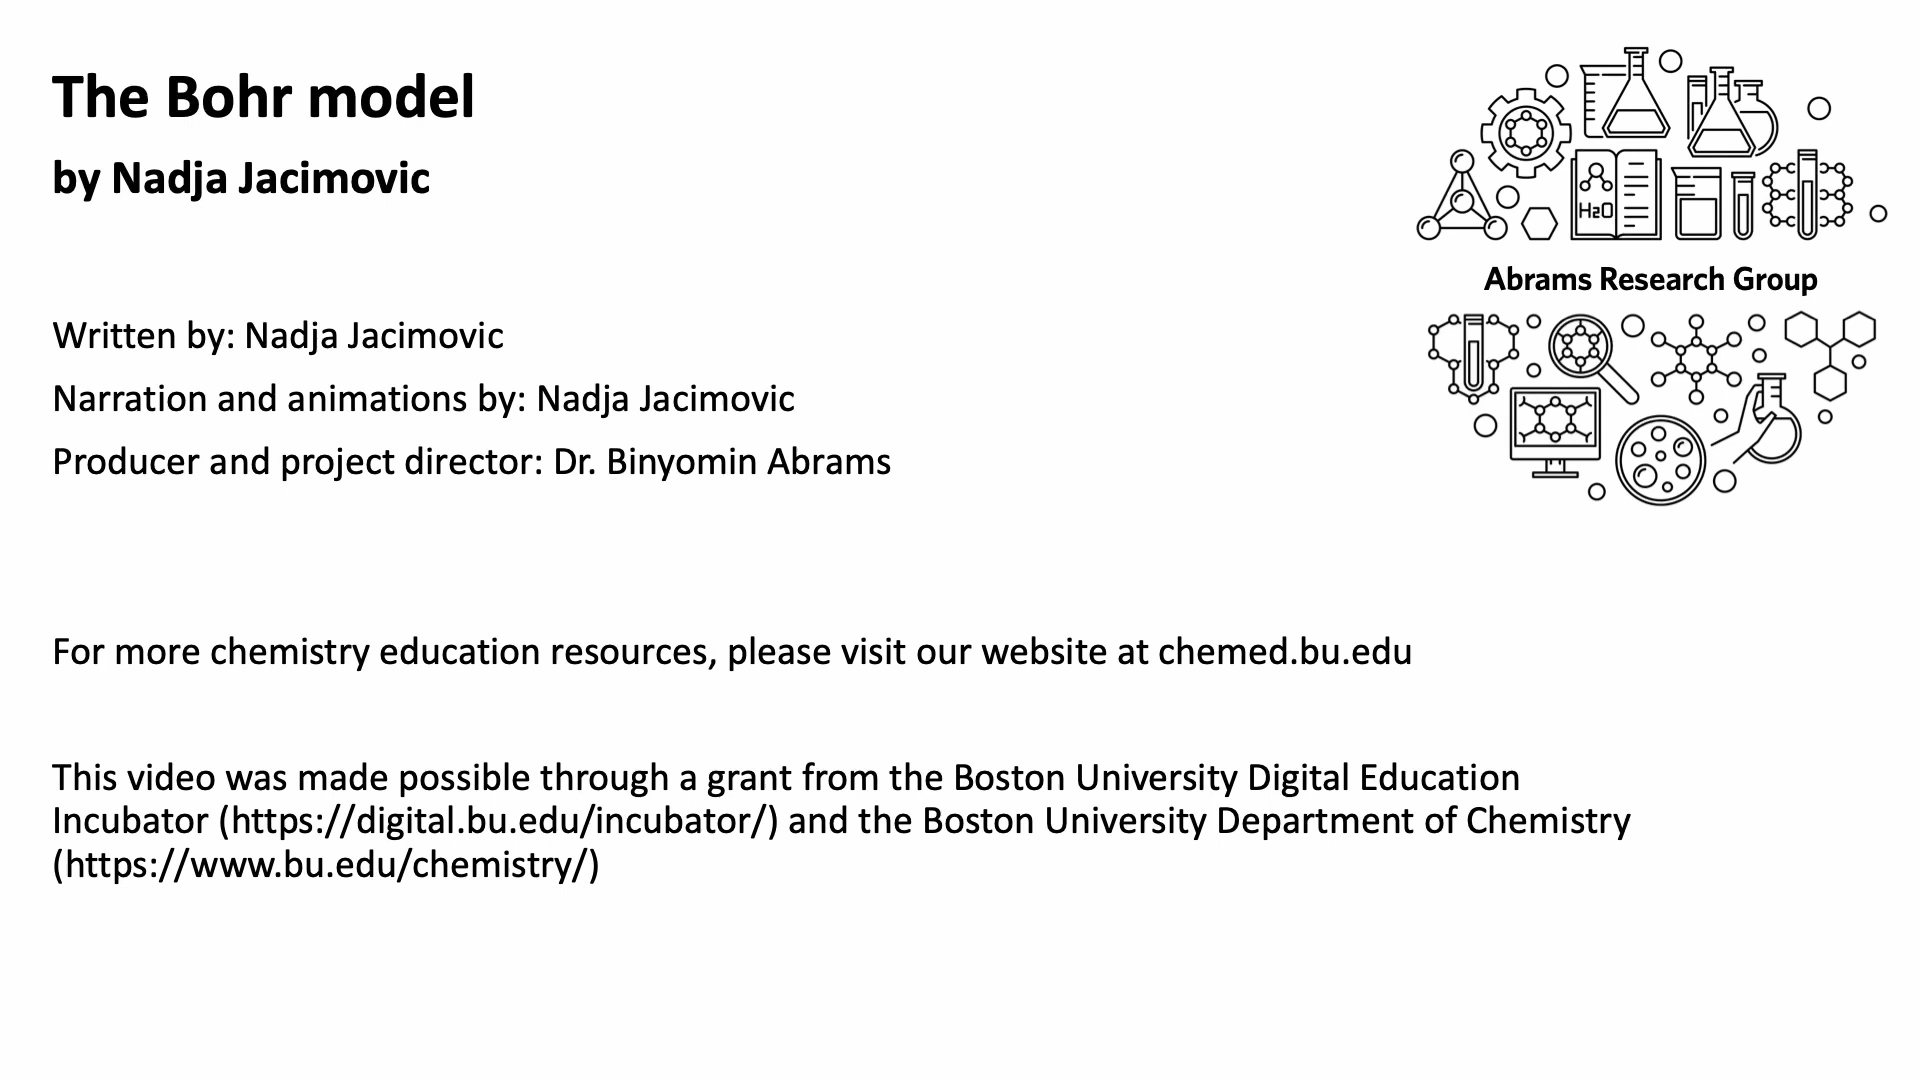 The Bohr model
by Nadja Jacimovic
Written by: Nadja Jacimovic
Narration and animations by: Nadja Jacimovic
Producer and project director: Dr. Binyomin Abrams
H2O
Abrams Research Group
For more chemistry education resources, please visit our website at chemed.bu.edu
This video was made possible through a grant from the Boston University Digital Education
Incubator (https://digital.bu.edu/incubator/) and the Boston University Department of Chemistry
(https://www.bu.edu/chemistry/)